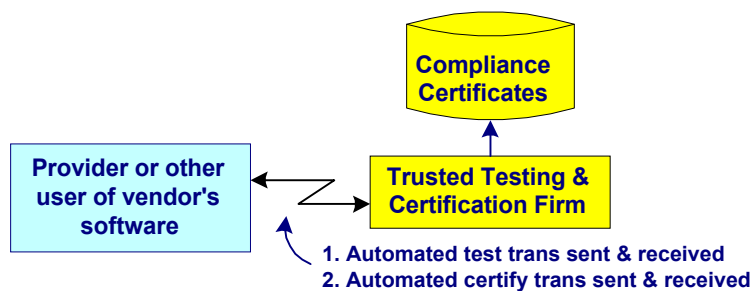 Compliance
Certificates
Provider or other
user of vendor's
software
Trusted Testing &
Certification Firm
1. Automated test trans sent & received
2. Automated certify trans sent & received